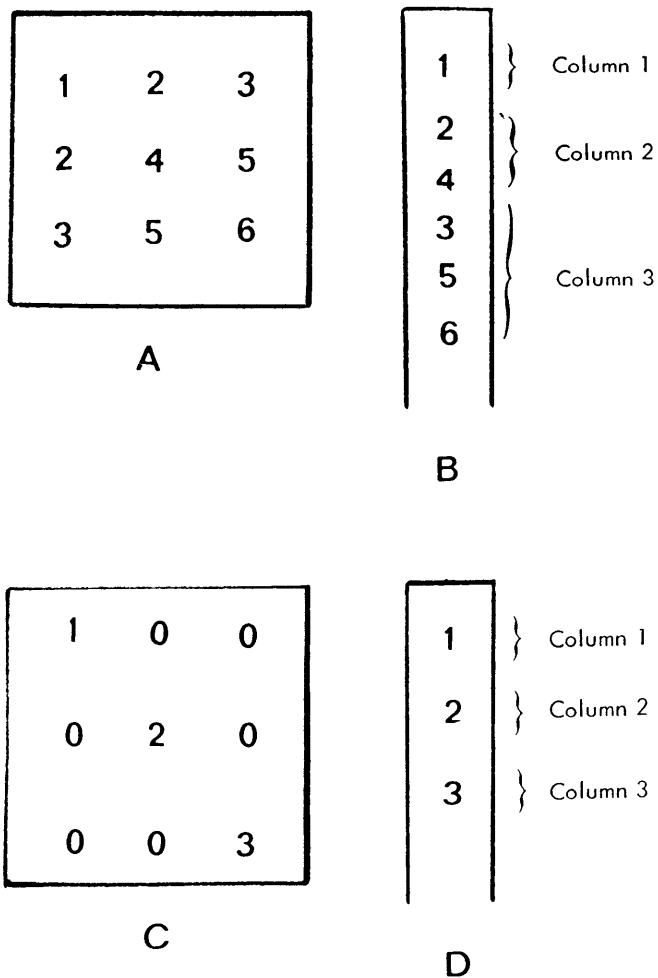 1 2 3
2 4 5
3 5 6
A
1 } Column 1
2
4 } Column 2
3
5 } Column 3
6
B
1 0 0
0 2 0
0 0 3
C
1 } Column 1
2 } Column 2
3 } Column 3
D